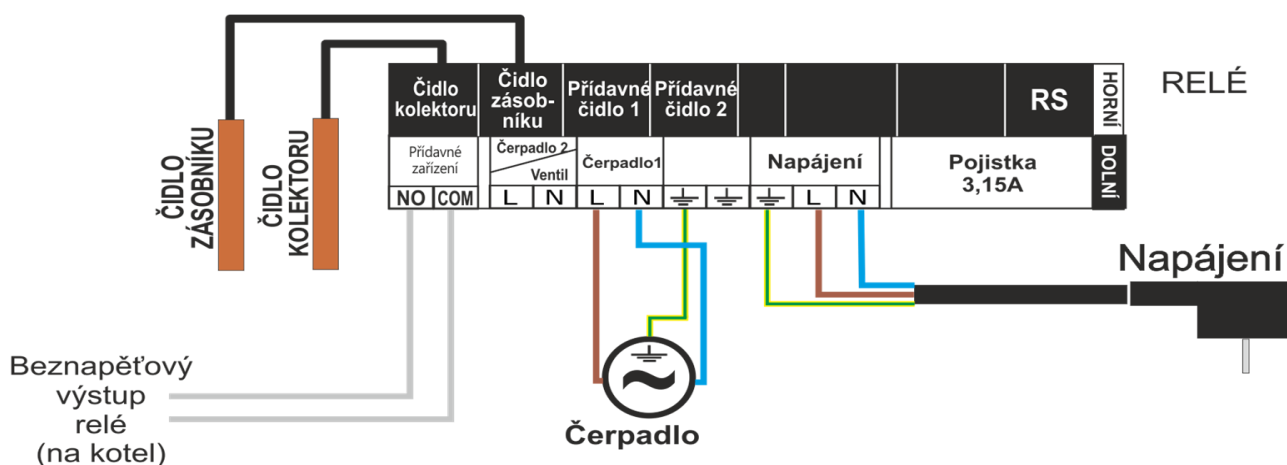 Čidlo
kolektoru
Čidlo
zásob-
níku
Přídavné
čidlo 1
Přídavné
čidlo 2
RS
HORNÍ
RELÉ
Přídavné
zařízení
Čerpadlo 2
Ventil
Čerpadlo1
Napájení
Pojistka
3,15A
DOLNÍ
NO COM L N L N L N
ČIDLO
ZÁSOBNÍKU
ČIDLO
KOLEKTORU
Napájení
Beznapěťový
výstup
relé
(na kotel)
Čerpadlo